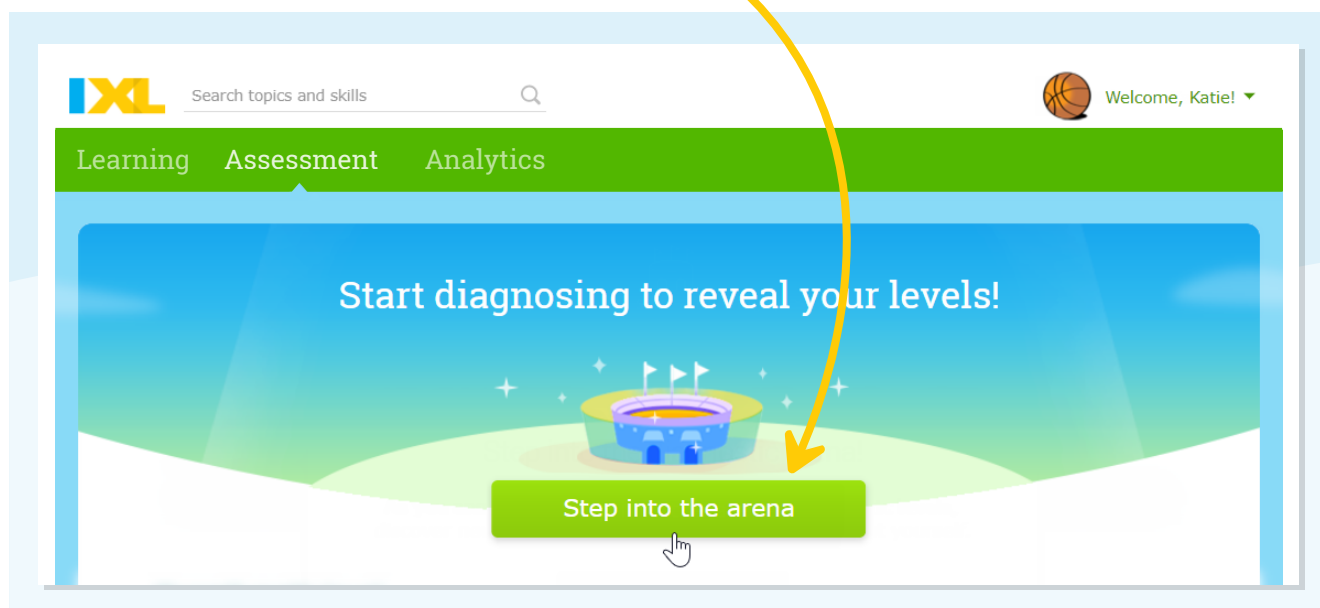 IXL
Search topics and skills
Welcome, Katie!
Learning Assessment Analytics
Start diagnosing to reveal your levels!
Step into the arena